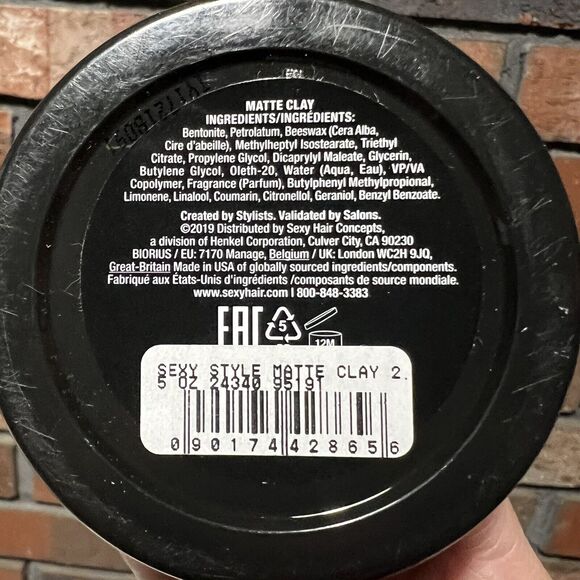 MATTE CLAY
INGREDIENTS/INGRÉDIENTS:
Bentonite, Petrolatum, Beeswax (Cera Alba,
Cire d'abeille), Methylheptyl Isostearate, Triethyl
Citrate, Propylene Glycol, Dicaprylyl Maleate, Glycerin,
Butylene Glycol, Oleth-20, Water (Aqua, Eau), VP/VA
Copolymer, Fragrance (Parfum), Butylphenyl Methylpropional,
Limonene, Linalool, Coumarin, Citronellol, Geraniol, Benzyl Benzoate.
Created by Stylists. Validated by Salons.
©2019 Distributed by Sexy Hair Concepts,
a division of Henkel Corporation, Culver City, CA 90230
BIORIUS / EU: 7170 Manage, Belgium / UK: London WC2H 9JQ,
Great-Britain Made in USA of globally sourced ingredients/components.
Fabriqué aux États-Unis d'ingrédients /composants de source mondiale.
www.sexyhair.com | 800-848-3383
EAC 5 12M
SEXY STYLE MATTE CLAY 2.
5 OZ 24340 95191
0 90174 42865 6